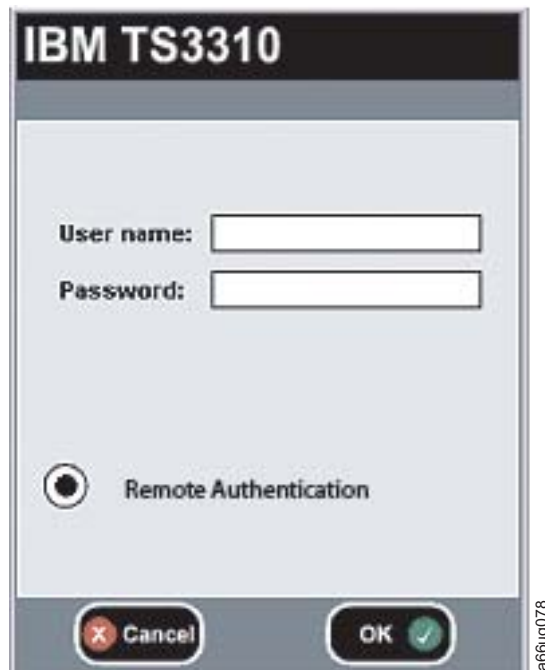 IBM TS3310
User name:
Password:
Remote Authentication
X Cancel
OK
a66ug078